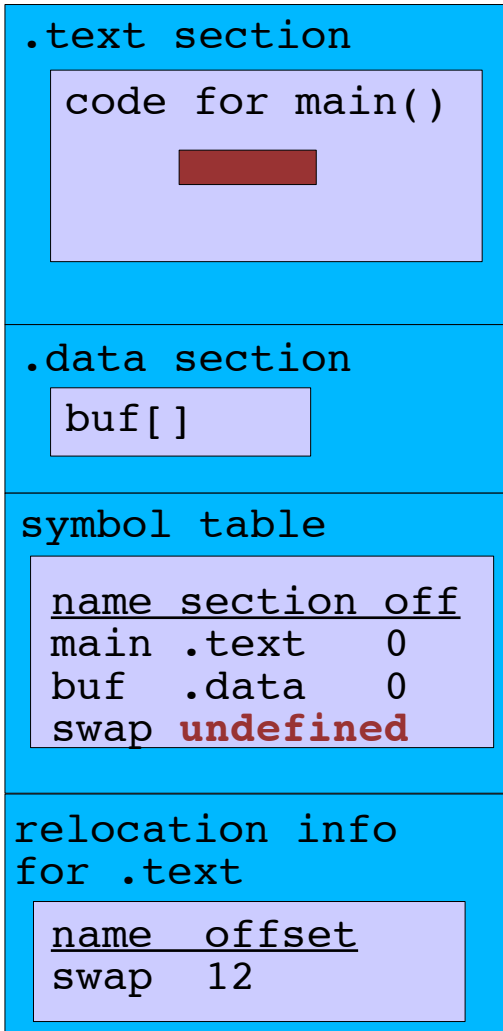 .text section
code for main()
.data section
buf[]
symbol table
name section off
main .text 0
buf .data 0
swap undefined
relocation info
for .text
name offset
swap 12